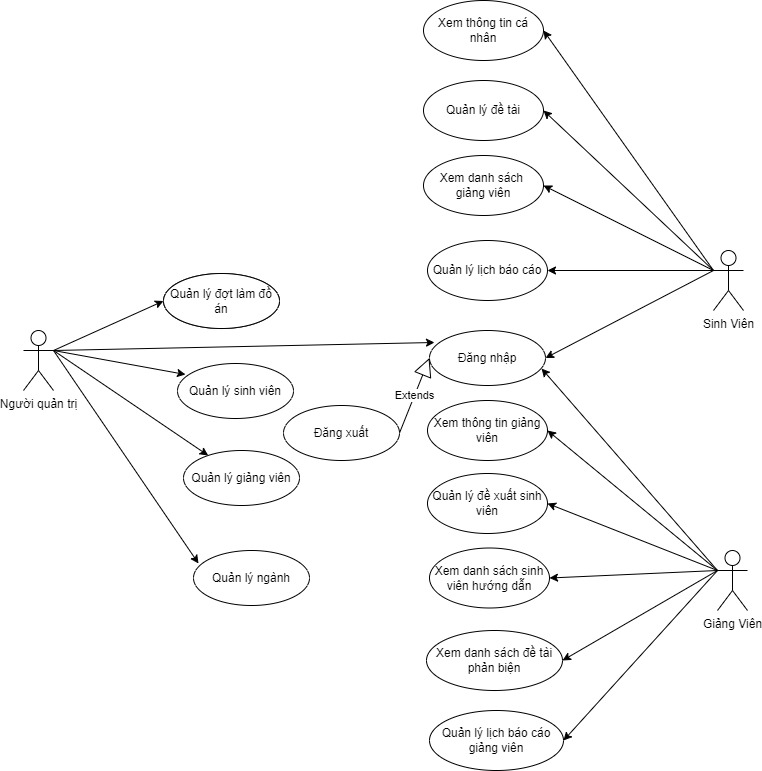 Xem thông tin cá
nhân
Quản lý đề tài
Xem danh sách
giảng viên
Quản lý lịch báo cáo
Sinh Viên
Quản lý đợt làm đồ
án
Đăng nhập
Người quản trị
Quản lý sinh viên
Extends
Đăng xuất
Xem thông tin giảng
viên
Quản lý giảng viên
Quản lý đề xuất sinh
viên
Quản lý ngành
Xem danh sách sinh
viên hướng dẫn
Giảng Viên
Xem danh sách đề tài
phản biện
Quản lý lịch báo cáo
giảng viên